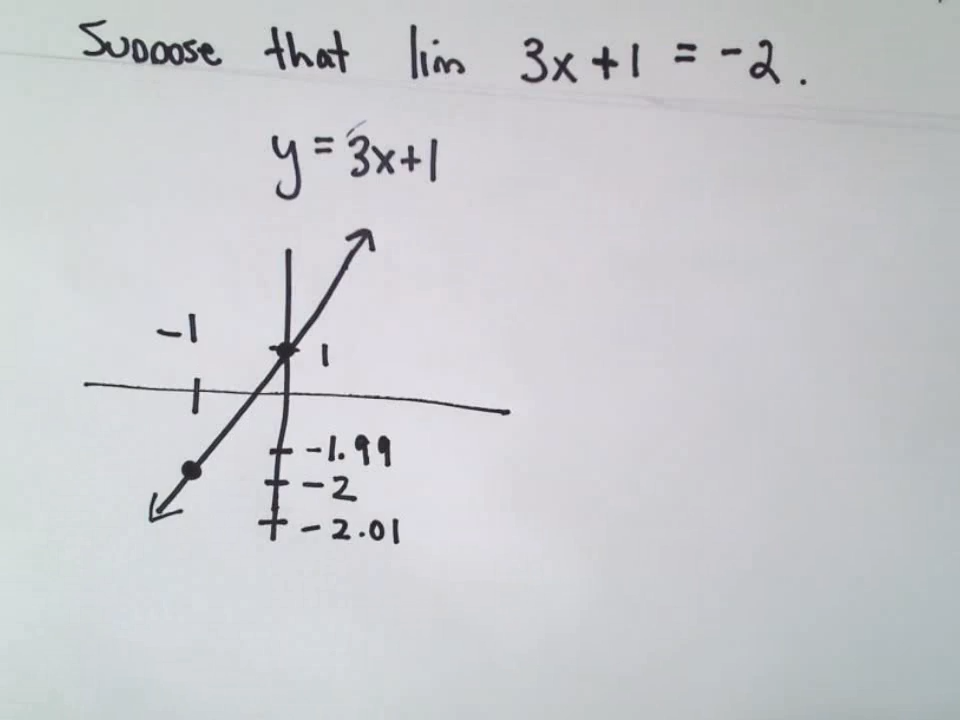 Suppose that lim 3x+1 = -2.
y = 3x+1
-1
1
-1.99
-2
-2.01